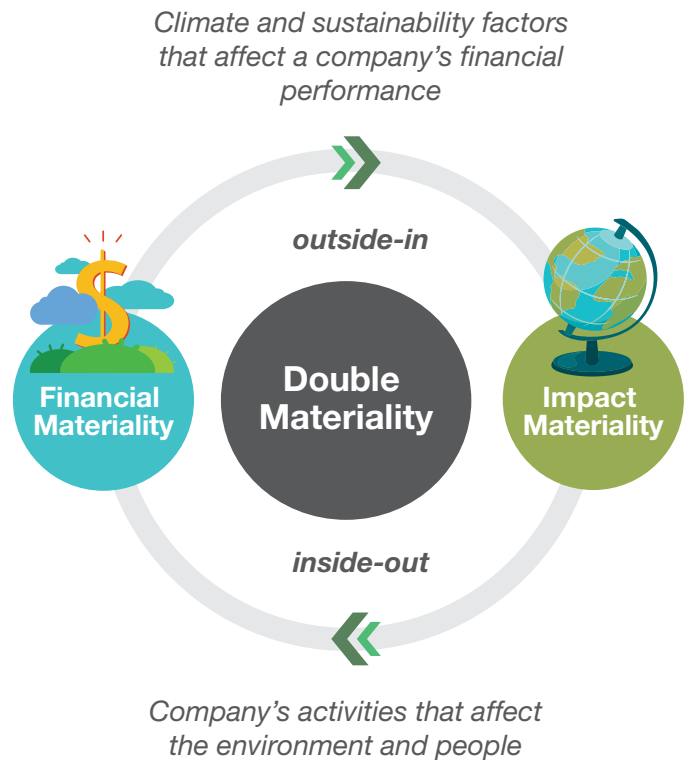 Climate and sustainability factors
that affect a company’s financial
performance
outside-in
Financial
Materiality
Double
Materiality
Impact
Materiality
inside-out
Company’s activities that affect
the environment and people